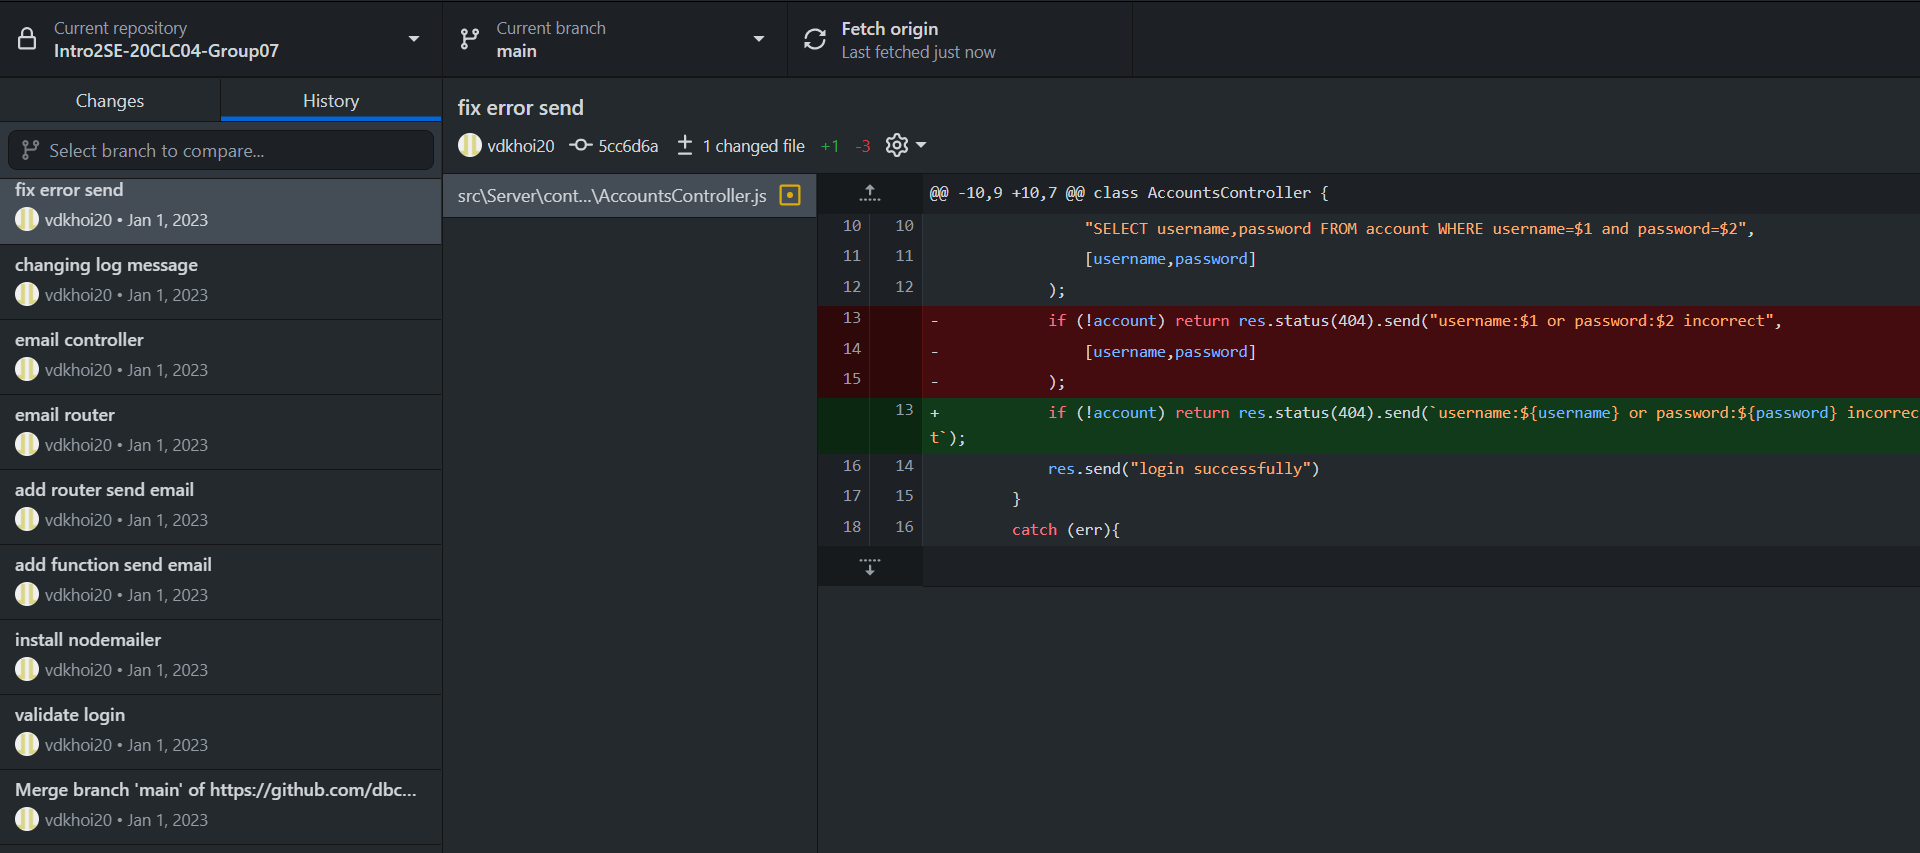 Current repository
Intro2SE-20CLC04-Group07
Current branch
main
Fetch origin
Last fetched just now
Changes
History
Select branch to compare...
fix error send
vdkhoi20 • Jan 1, 2023
changing log message
vdkhoi20 • Jan 1, 2023
email controller
vdkhoi20 • Jan 1, 2023
email router
vdkhoi20 • Jan 1, 2023
add router send email
vdkhoi20 • Jan 1, 2023
add function send email
vdkhoi20 • Jan 1, 2023
install nodemailer
vdkhoi20 • Jan 1, 2023
validate login
vdkhoi20 • Jan 1, 2023
Merge branch 'main' of https://github.com/dbc...
vdkhoi20 • Jan 1, 2023
fix error send
vdkhoi20 5cc6d6a 1 changed file +1 -3
src\Server\cont...\AccountsController.js
@@ -10,9 +10,7 @@ class AccountsController {
10 10 "SELECT username,password FROM account WHERE username=$1 and password=$2",
11 11 [username,password]
12 12 );
13 - if (!account) return res.status(404).send("username:$1 or password:$2 incorrect",
14 - [username,password]
15 - );
13 + if (!account) return res.status(404).send(`username:${username} or password:${password} incorrec
t`);
16 14 res.send("login successfully")
17 15 }
18 16 catch (err){